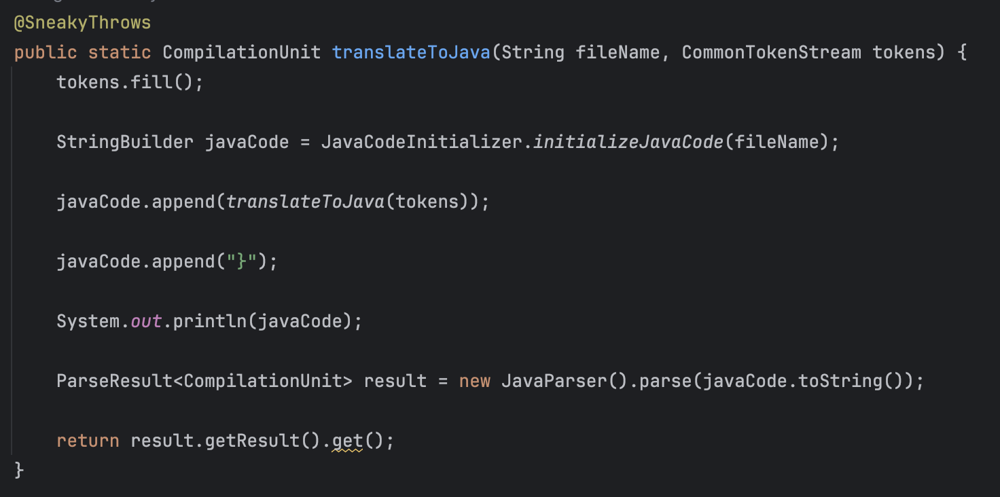 @SneakyThrows
public static CompilationUnit translateToJava(String fileName, CommonTokenStream tokens) {
    tokens.fill();

    StringBuilder javaCode = JavaCodeInitializer.initializeJavaCode(fileName);

    javaCode.append(translateToJava(tokens));

    javaCode.append("}");

    System.out.println(javaCode);

    ParseResult<CompilationUnit> result = new JavaParser().parse(javaCode.toString());

    return result.getResult().get();
}